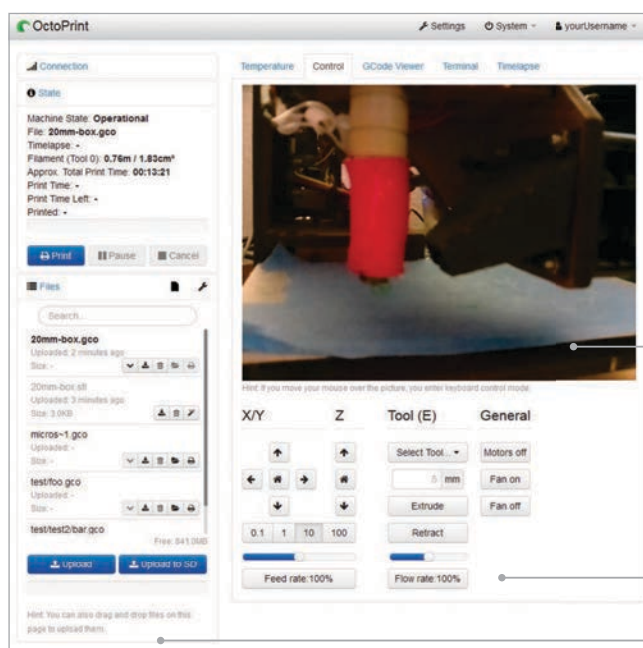 OctoPrint
Settings
System
yourUsername
Connection
State
Machine State: Operational
File: 20mm-box.gco
Timelapse: -
Filament (Tool 0): 0.76m / 1.83cm³
Approx. Total Print Time: 00:13:21
Print Time: -
Print Time Left: -
Printed: -
Print
Pause
Cancel
Files
Search...
20mm-box.gco
Uploaded: 2 minutes ago
Size: -
20mm-box.stl
Uploaded: 3 minutes ago
Size: 3.0KB
micros~1.gco
Uploaded: -
Size: -
test/foo.gco
Uploaded: -
Size: -
test/test2/bar.gco
Free: 841.0MB
Upload
Upload to SD
Hint: You can also drag and drop files on this
page to upload them.
Temperature
Control
GCode Viewer
Terminal
Timelapse
Hint: If you move your mouse over the picture, you enter keyboard control mode.
X/Y
Z
Tool (E)
General
0.1 1 10 100
Feed rate:100%
Select Tool...
5 mm
Extrude
Retract
Flow rate:100%
Motors off
Fan on
Fan off